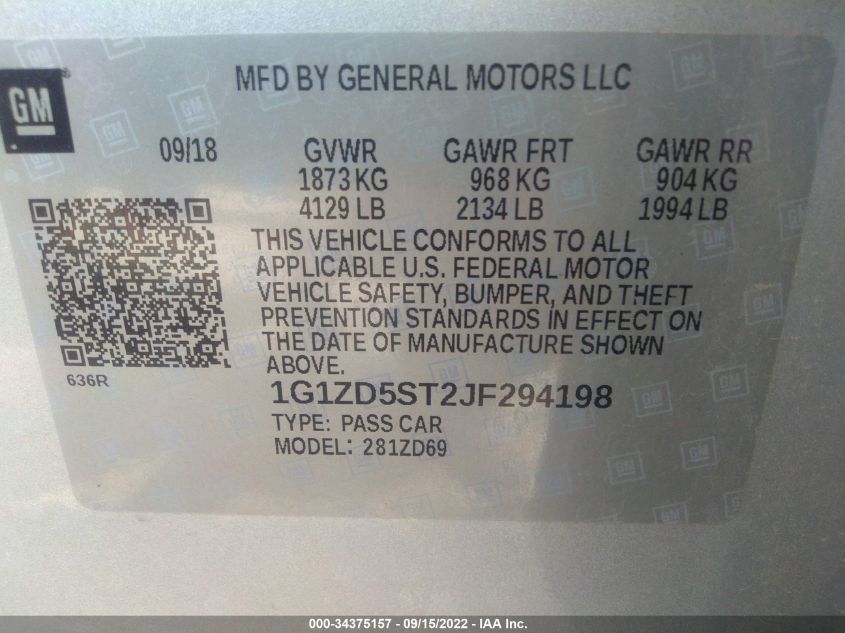 GM
MFD BY GENERAL MOTORS LLC
09/18 GVWR GAWR FRT GAWR RR
1873 KG 968 KG 904 KG
4129 LB 2134 LB 1994 LB
THIS VEHICLE CONFORMS TO ALL
APPLICABLE U.S. FEDERAL MOTOR
VEHICLE SAFETY, BUMPER, AND THEFT
PREVENTION STANDARDS IN EFFECT ON
THE DATE OF MANUFACTURE SHOWN
ABOVE.
636R
1G1ZD5ST2JF294198
TYPE: PASS CAR
MODEL: 281ZD69
000-34375157 - 09/15/2022 - IAA Inc.